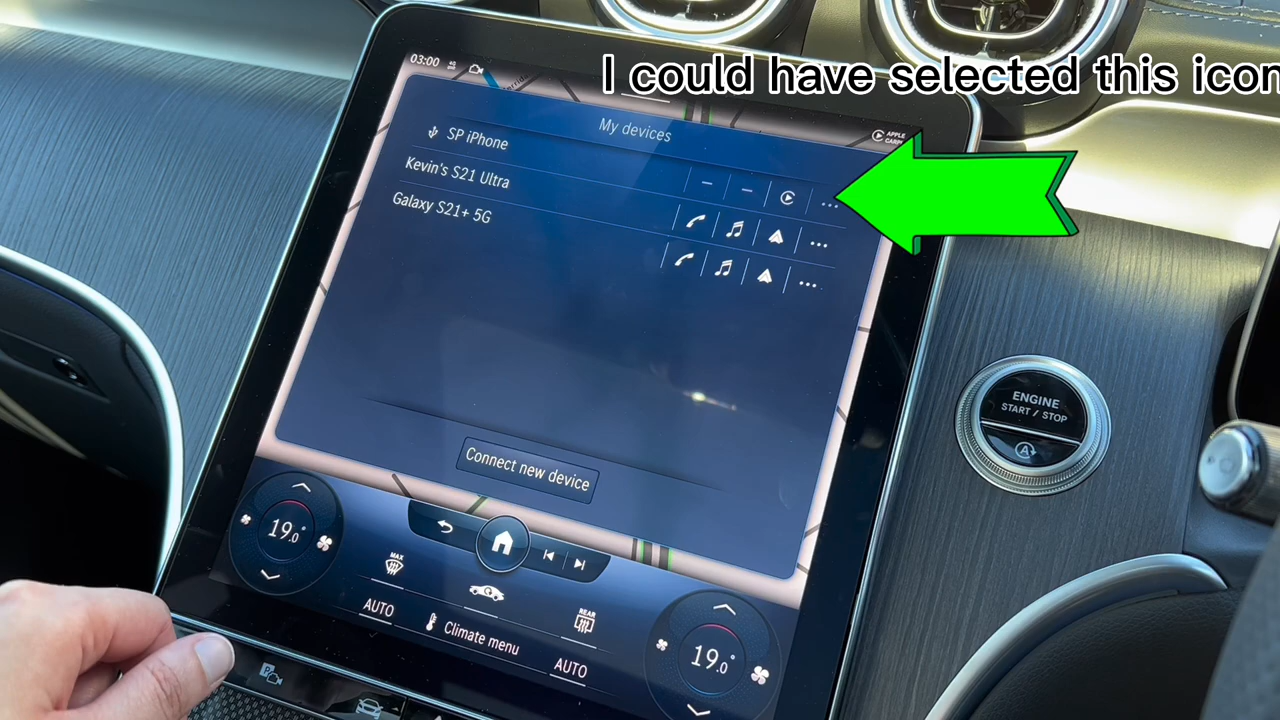 I could have selected this icon
03:00
My devices
APPLE
SP iPhone
Kevin's S21 Ultra
Galaxy S21+ 5G
Connect new device
ENGINE
START / STOP
A
19.0°
MAX
REAR
AUTO
Climate menu
AUTO
19.0°